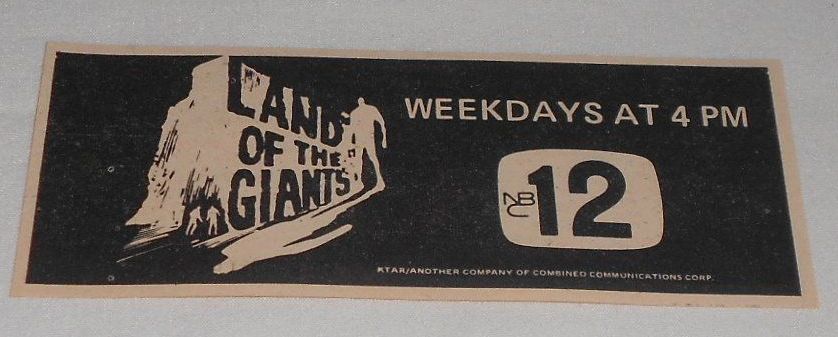 LAND
OF THE
GIANTS
WEEKDAYS AT 4 PM
NBC
12
KTAR/ANOTHER COMPANY OF COMBINED COMMUNICATIONS CORP.